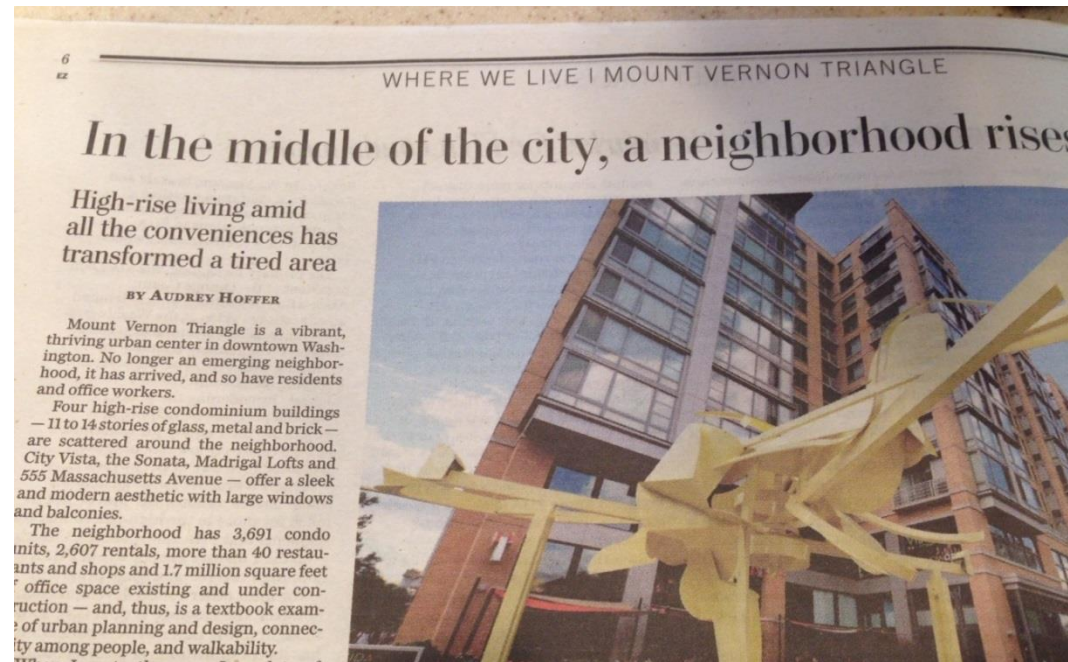 6
EZ
WHERE WE LIVE | MOUNT VERNON TRIANGLE
In the middle of the city, a neighborhood rises
High-rise living amid
all the conveniences has
transformed a tired area
BY AUDREY HOFFER
Mount Vernon Triangle is a vibrant,
thriving urban center in downtown Wash-
ington. No longer an emerging neighbor-
hood, it has arrived, and so have residents
and office workers.
Four high-rise condominium buildings
— 11 to 14 stories of glass, metal and brick —
are scattered around the neighborhood.
City Vista, the Sonata, Madrigal Lofts and
555 Massachusetts Avenue — offer a sleek
and modern aesthetic with large windows
and balconies.
The neighborhood has 3,691 condo
units, 2,607 rentals, more than 40 restau-
ants and shops and 1.7 million square feet
office space existing and under con-
ruction — and, thus, is a textbook exam-
of urban planning and design, connec-
ity among people, and walkability.